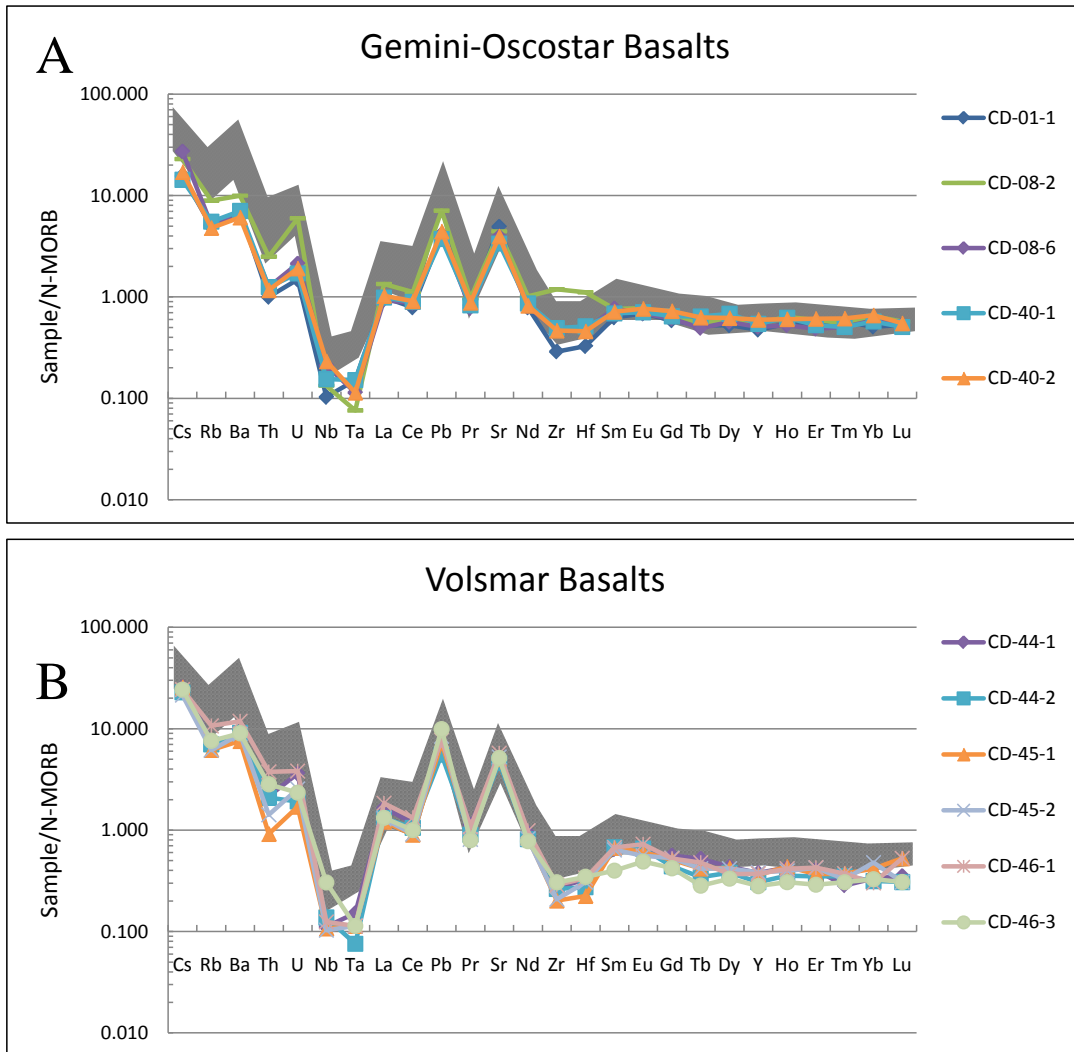 A
Gemini-Oscostar Basalts
Sample/N-MORB
100.000
10.000
1.000
0.100
0.010
Cs Rb Ba Th U Nb Ta La Ce Pb Pr Sr Nd Zr Hf Sm Eu Gd Tb Dy Y Ho Er Tm Yb Lu
CD-01-1
CD-08-2
CD-08-6
CD-40-1
CD-40-2
B
Volsmar Basalts
Sample/N-MORB
100.000
10.000
1.000
0.100
0.010
Cs Rb Ba Th U Nb Ta La Ce Pb Pr Sr Nd Zr Hf Sm Eu Gd Tb Dy Y Ho Er Tm Yb Lu
CD-44-1
CD-44-2
CD-45-1
CD-45-2
CD-46-1
CD-46-3